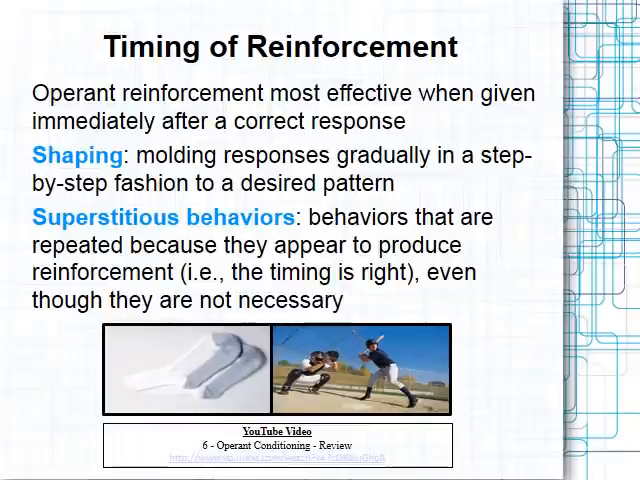 Timing of Reinforcement
Operant reinforcement most effective when given
immediately after a correct response
Shaping: molding responses gradually in a step-
by-step fashion to a desired pattern
Superstitious behaviors: behaviors that are
repeated because they appear to produce
reinforcement (i.e., the timing is right), even
though they are not necessary
YouTube Video
6 - Operant Conditioning - Review